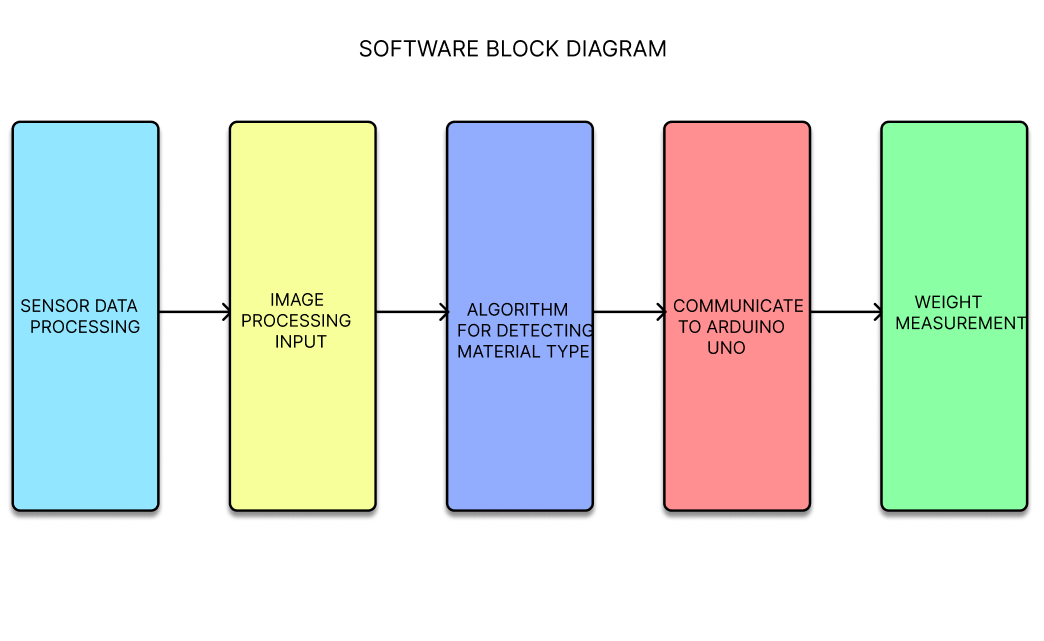 SOFTWARE BLOCK DIAGRAM
SENSOR DATA
PROCESSING
IMAGE
PROCESSING
INPUT
ALGORITHM
FOR DETECTING
MATERIAL TYPE
COMMUNICATE
TO ARDUINO
UNO
WEIGHT
MEASUREMENT